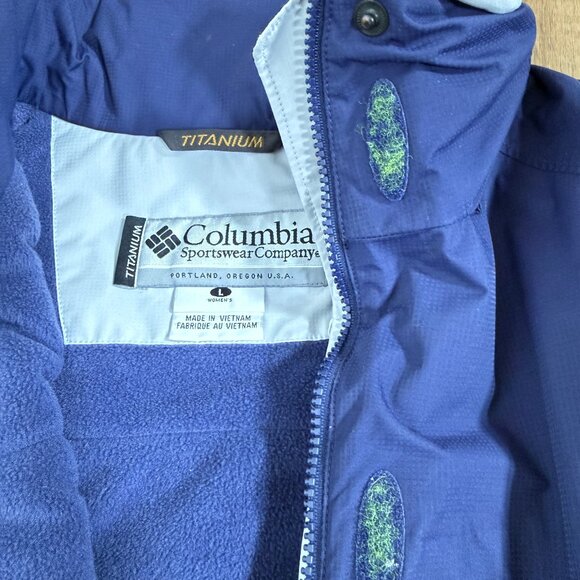 TITANIUM
TITANIUM
Columbia
Sportswear Company®
PORTLAND, OREGON U.S.A.
L
WOMEN'S
MADE IN VIETNAM
FABRIQUE AU VIETNAM